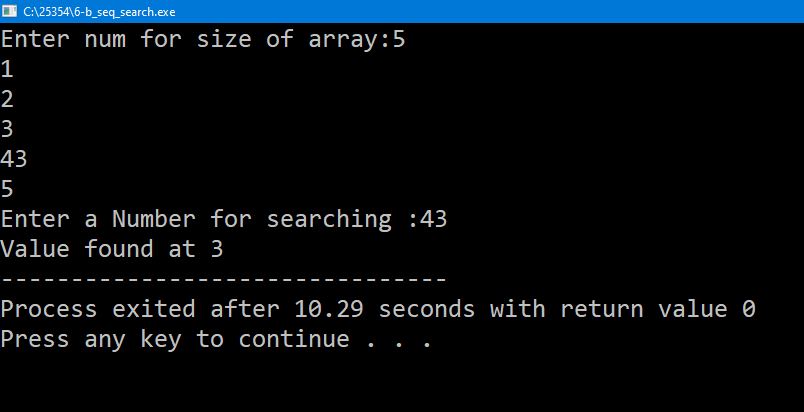 C:\25354\6-b_seq_search.exe
Enter num for size of array:5
1
2
3
43
5
Enter a Number for searching :43
Value found at 3
--------------------------------
Process exited after 10.29 seconds with return value 0
Press any key to continue . . .